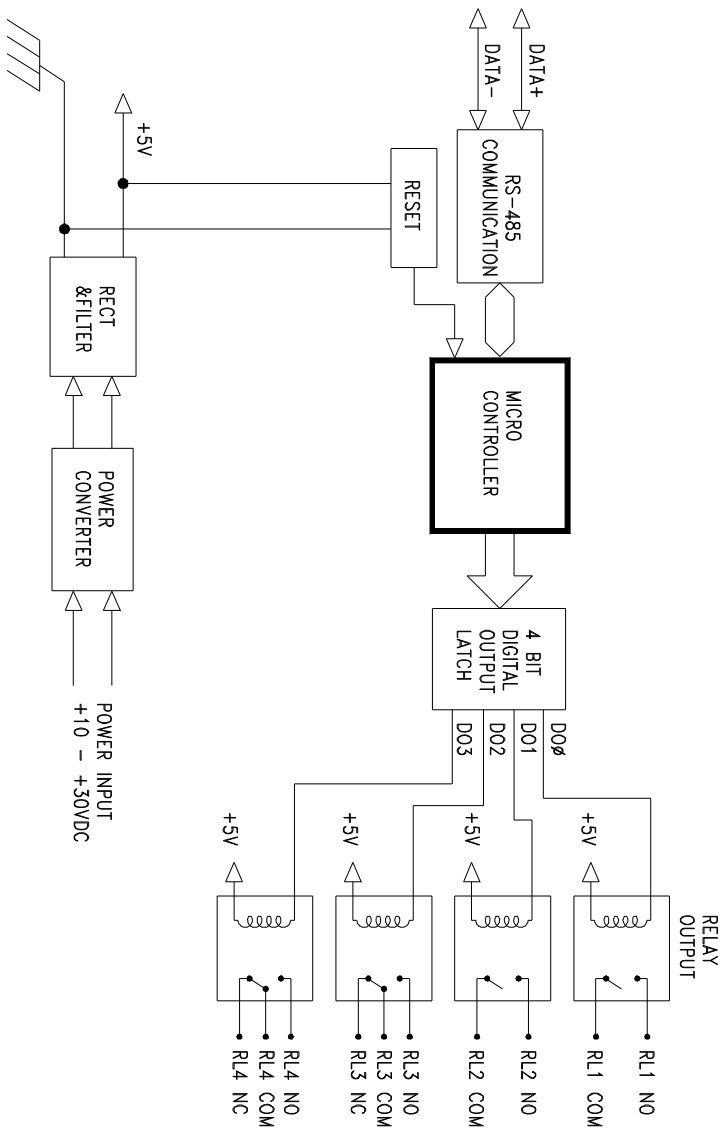 DATA+
DATA-
RS-485
COMMUNICATION
RESET
+5V
RECT
&FILTER
POWER
CONVERTER
POWER INPUT
+10 - +30VDC
MICRO
CONTROLLER
4 BIT
DIGITAL
OUTPUT
LATCH
DOØ
DO1
DO2
DO3
RELAY
OUTPUT
+5V
RL1 NO
RL1 COM
+5V
RL2 NO
RL2 COM
+5V
RL3 NO
RL3 COM
RL3 NC
+5V
RL4 NO
RL4 COM
RL4 NC